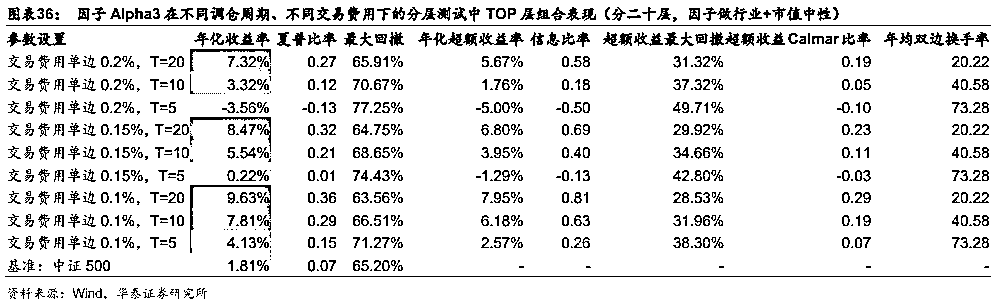 图表36： 因子 Alpha3 在不同调仓周期、不同交易费用下的分层测试中 TOP 层组合表现（分二十层，因子做行业+市值中性）
参数设置 年化收益率 夏普比率 最大回撤 年化超额收益率 信息比率 超额收益最大回撤 超额收益Calmar 比率 年均双边换手率
交易费用单边 0.2%，T=20 7.32% 0.27 65.91% 5.67% 0.58 31.32% 0.19 20.22
交易费用单边 0.2%，T=10 3.32% 0.12 70.67% 1.76% 0.18 37.32% 0.05 40.58
交易费用单边 0.2%，T=5 -3.56% -0.13 77.25% -5.00% -0.50 49.71% -0.10 73.28
交易费用单边 0.15%，T=20 8.47% 0.32 64.75% 6.80% 0.69 29.92% 0.23 20.22
交易费用单边 0.15%，T=10 5.54% 0.21 68.65% 3.95% 0.40 34.66% 0.11 40.58
交易费用单边 0.15%，T=5 0.22% 0.01 74.43% -1.29% -0.13 42.80% -0.03 73.28
交易费用单边 0.1%，T=20 9.63% 0.36 63.56% 7.95% 0.81 28.53% 0.29 20.22
交易费用单边 0.1%，T=10 7.81% 0.29 66.51% 6.18% 0.63 31.96% 0.19 40.58
交易费用单边 0.1%，T=5 4.13% 0.15 71.27% 2.57% 0.26 38.30% 0.07 73.28
基准：中证 500 1.81% 0.07 65.20% - - - - -
资料来源：Wind，华泰证券研究所